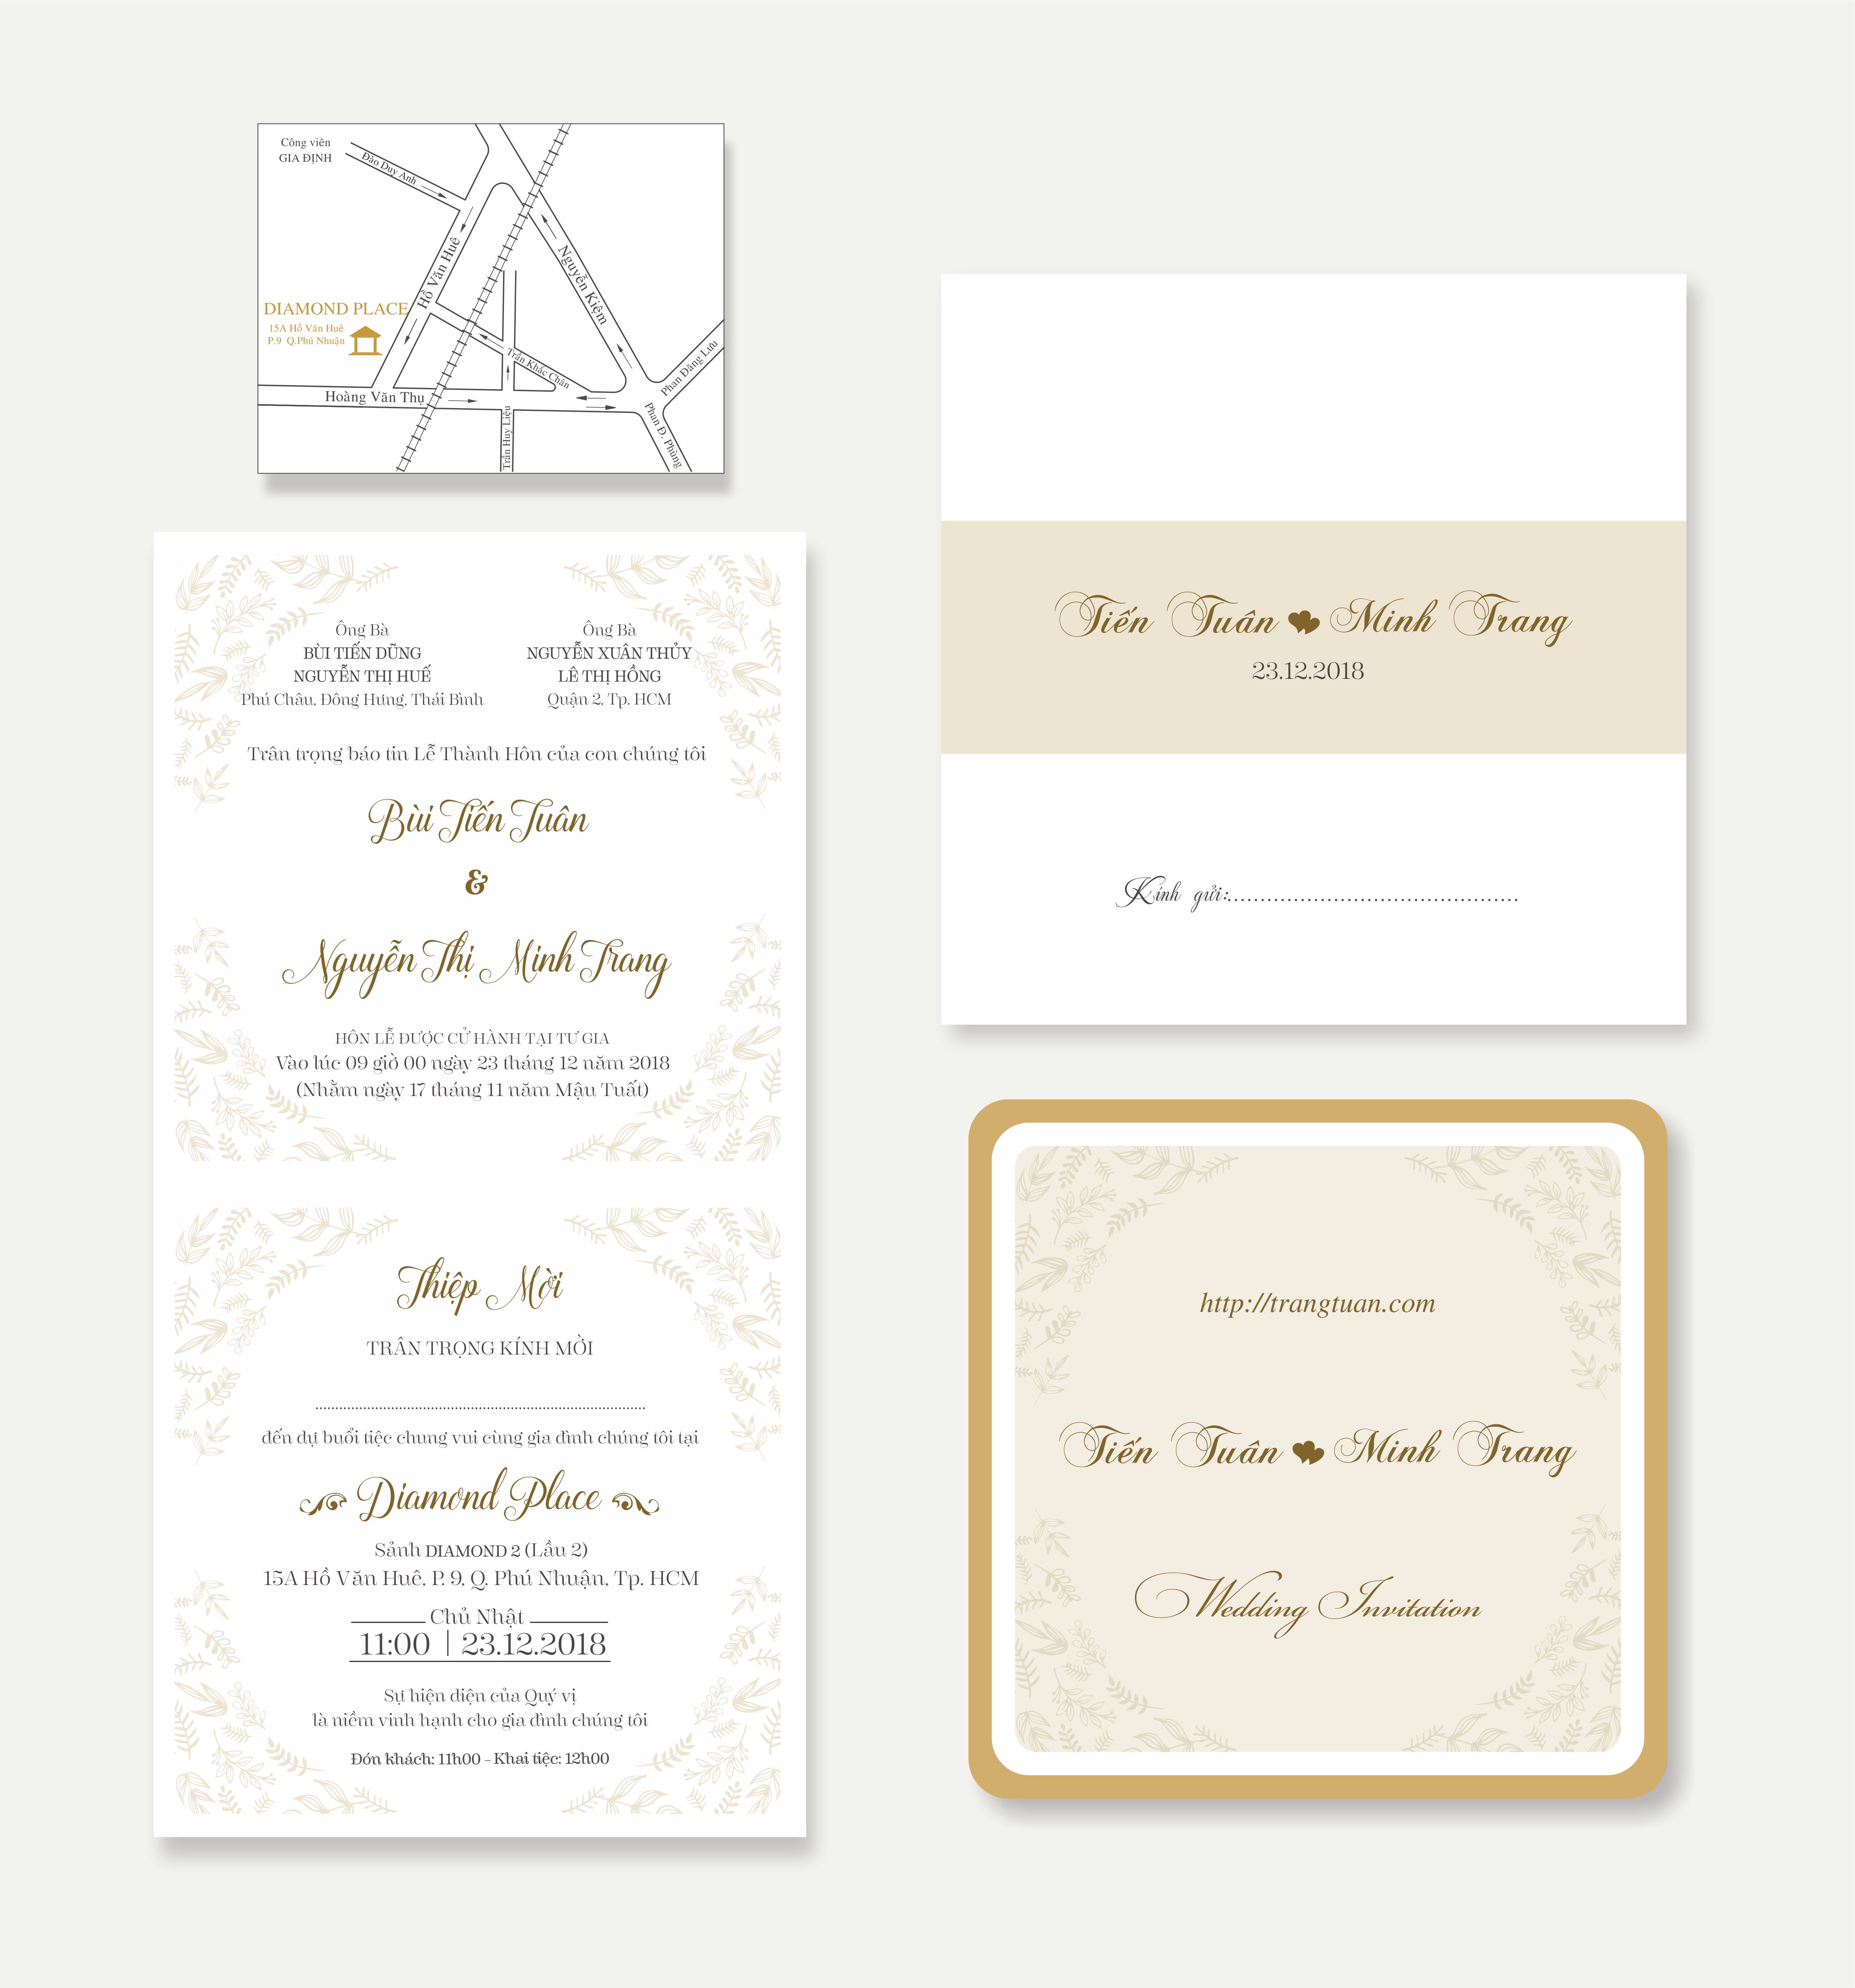 Công viên
GIA ĐỊNH
Đào Duy Anh
Hồ Văn Huê
Nguyễn Kiệm
DIAMOND PLACE
15A Hồ Văn Huê
P.9 Q.Phú Nhuận
Trần Khắc Chân
Phan Đăng Lưu
Hoàng Văn Thụ
Trần Huy Liệu
Phan Đ. Phùng
Ông Bà
BÙI TIẾN DŨNG
NGUYỄN THỊ HUẾ
Phú Châu, Đông Hưng, Thái Bình
Ông Bà
NGUYỄN XUÂN THỦY
LÊ THỊ HỒNG
Quận 2, Tp. HCM
Trân trọng báo tin Lễ Thành Hôn của con chúng tôi
Bùi Tiến Tuân
&
Nguyễn Thị Minh Trang
HÔN LỄ ĐƯỢC CỬ HÀNH TẠI TƯ GIA
Vào lúc 09 giờ 00 ngày 23 tháng 12 năm 2018
(Nhằm ngày 17 tháng 11 năm Mậu Tuất)
Thiệp Mời
TRÂN TRỌNG KÍNH MỜI
................................................................................
đến dự buổi tiệc chung vui cùng gia đình chúng tôi tại
Diamond Place
Sảnh DIAMOND 2 (Lầu 2)
15A Hồ Văn Huê, P. 9, Q. Phú Nhuận, Tp. HCM
Chủ Nhật
11:00 | 23.12.2018
Sự hiện diện của Quý vị
là niềm vinh hạnh cho gia đình chúng tôi
Đón khách: 11h00 - Khai tiệc: 12h00
Tiến Tuân Minh Trang
23.12.2018
Kính gửi:...........................................
http://trangtuan.com
Tiến Tuân Minh Trang
Wedding Invitation